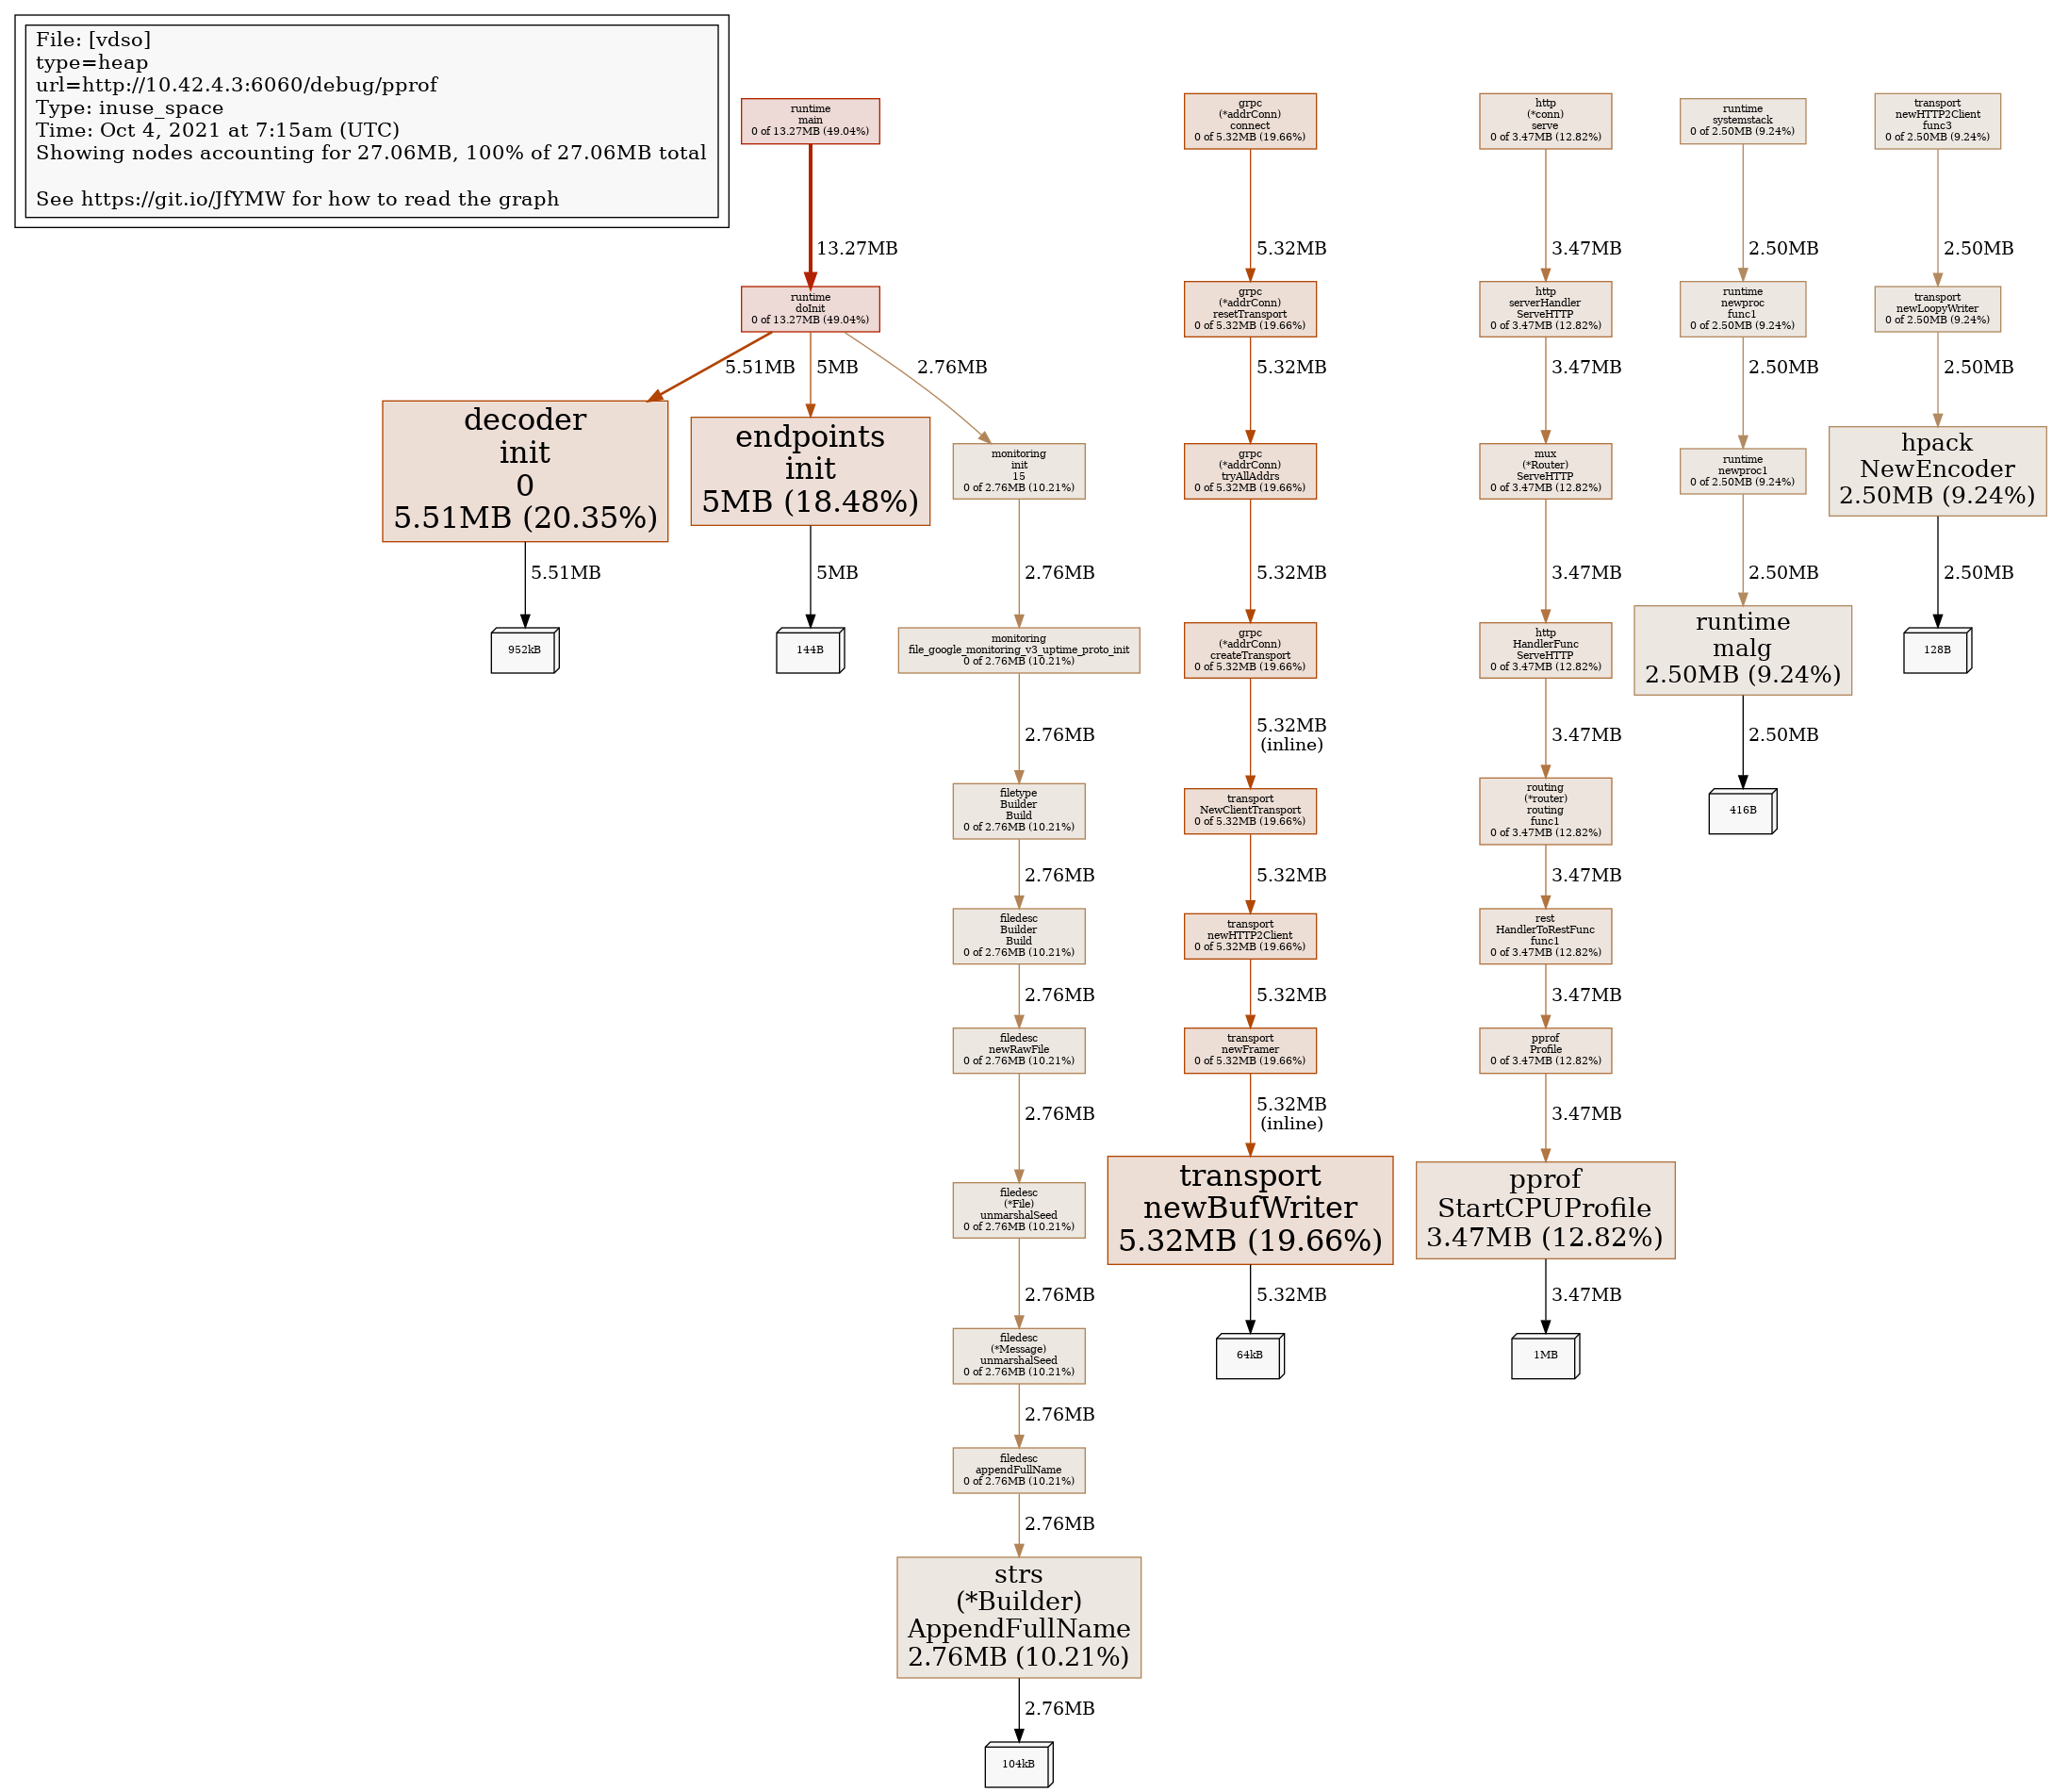 File: [vdso]
type=heap
url=http://10.42.4.3:6060/debug/pprof
Type: inuse_space
Time: Oct 4, 2021 at 7:15am (UTC)
Showing nodes accounting for 27.06MB, 100% of 27.06MB total
See https://git.io/JfYMW for how to read the graph
runtime
main
0 of 13.27MB (49.04%)
13.27MB
runtime
doInit
0 of 13.27MB (49.04%)
5.51MB
5MB
2.76MB
decoder
init
0
5.51MB (20.35%)
5.51MB
952kB
endpoints
init
5MB (18.48%)
5MB
144B
monitoring
init
15
0 of 2.76MB (10.21%)
2.76MB
monitoring
file_google_monitoring_v3_uptime_proto_init
0 of 2.76MB (10.21%)
2.76MB
filetype
Builder
Build
0 of 2.76MB (10.21%)
2.76MB
filedesc
Builder
Build
0 of 2.76MB (10.21%)
2.76MB
filedesc
newRawFile
0 of 2.76MB (10.21%)
2.76MB
filedesc
(*File)
unmarshalSeed
0 of 2.76MB (10.21%)
2.76MB
filedesc
(*Message)
unmarshalSeed
0 of 2.76MB (10.21%)
2.76MB
filedesc
appendFullName
0 of 2.76MB (10.21%)
2.76MB
strs
(*Builder)
AppendFullName
2.76MB (10.21%)
2.76MB
104kB
grpc
(*addrConn)
connect
0 of 5.32MB (19.66%)
5.32MB
grpc
(*addrConn)
resetTransport
0 of 5.32MB (19.66%)
5.32MB
grpc
(*addrConn)
tryAllAddrs
0 of 5.32MB (19.66%)
5.32MB
grpc
(*addrConn)
createTransport
0 of 5.32MB (19.66%)
5.32MB
(inline)
transport
NewClientTransport
0 of 5.32MB (19.66%)
5.32MB
transport
newHTTP2Client
0 of 5.32MB (19.66%)
5.32MB
transport
newFramer
0 of 5.32MB (19.66%)
5.32MB
(inline)
transport
newBufWriter
5.32MB (19.66%)
5.32MB
64kB
http
(*conn)
serve
0 of 3.47MB (12.82%)
3.47MB
http
serverHandler
ServeHTTP
0 of 3.47MB (12.82%)
3.47MB
mux
(*Router)
ServeHTTP
0 of 3.47MB (12.82%)
3.47MB
http
HandlerFunc
ServeHTTP
0 of 3.47MB (12.82%)
3.47MB
routing
(*router)
routing
func1
0 of 3.47MB (12.82%)
3.47MB
rest
HandlerToRestFunc
func1
0 of 3.47MB (12.82%)
3.47MB
pprof
Profile
0 of 3.47MB (12.82%)
3.47MB
pprof
StartCPUProfile
3.47MB (12.82%)
3.47MB
1MB
runtime
systemstack
0 of 2.50MB (9.24%)
2.50MB
runtime
newproc
func1
0 of 2.50MB (9.24%)
2.50MB
runtime
newproc1
0 of 2.50MB (9.24%)
2.50MB
runtime
malg
2.50MB (9.24%)
2.50MB
416B
transport
newHTTP2Client
func3
0 of 2.50MB (9.24%)
2.50MB
transport
newLoopyWriter
0 of 2.50MB (9.24%)
2.50MB
hpack
NewEncoder
2.50MB (9.24%)
2.50MB
128B